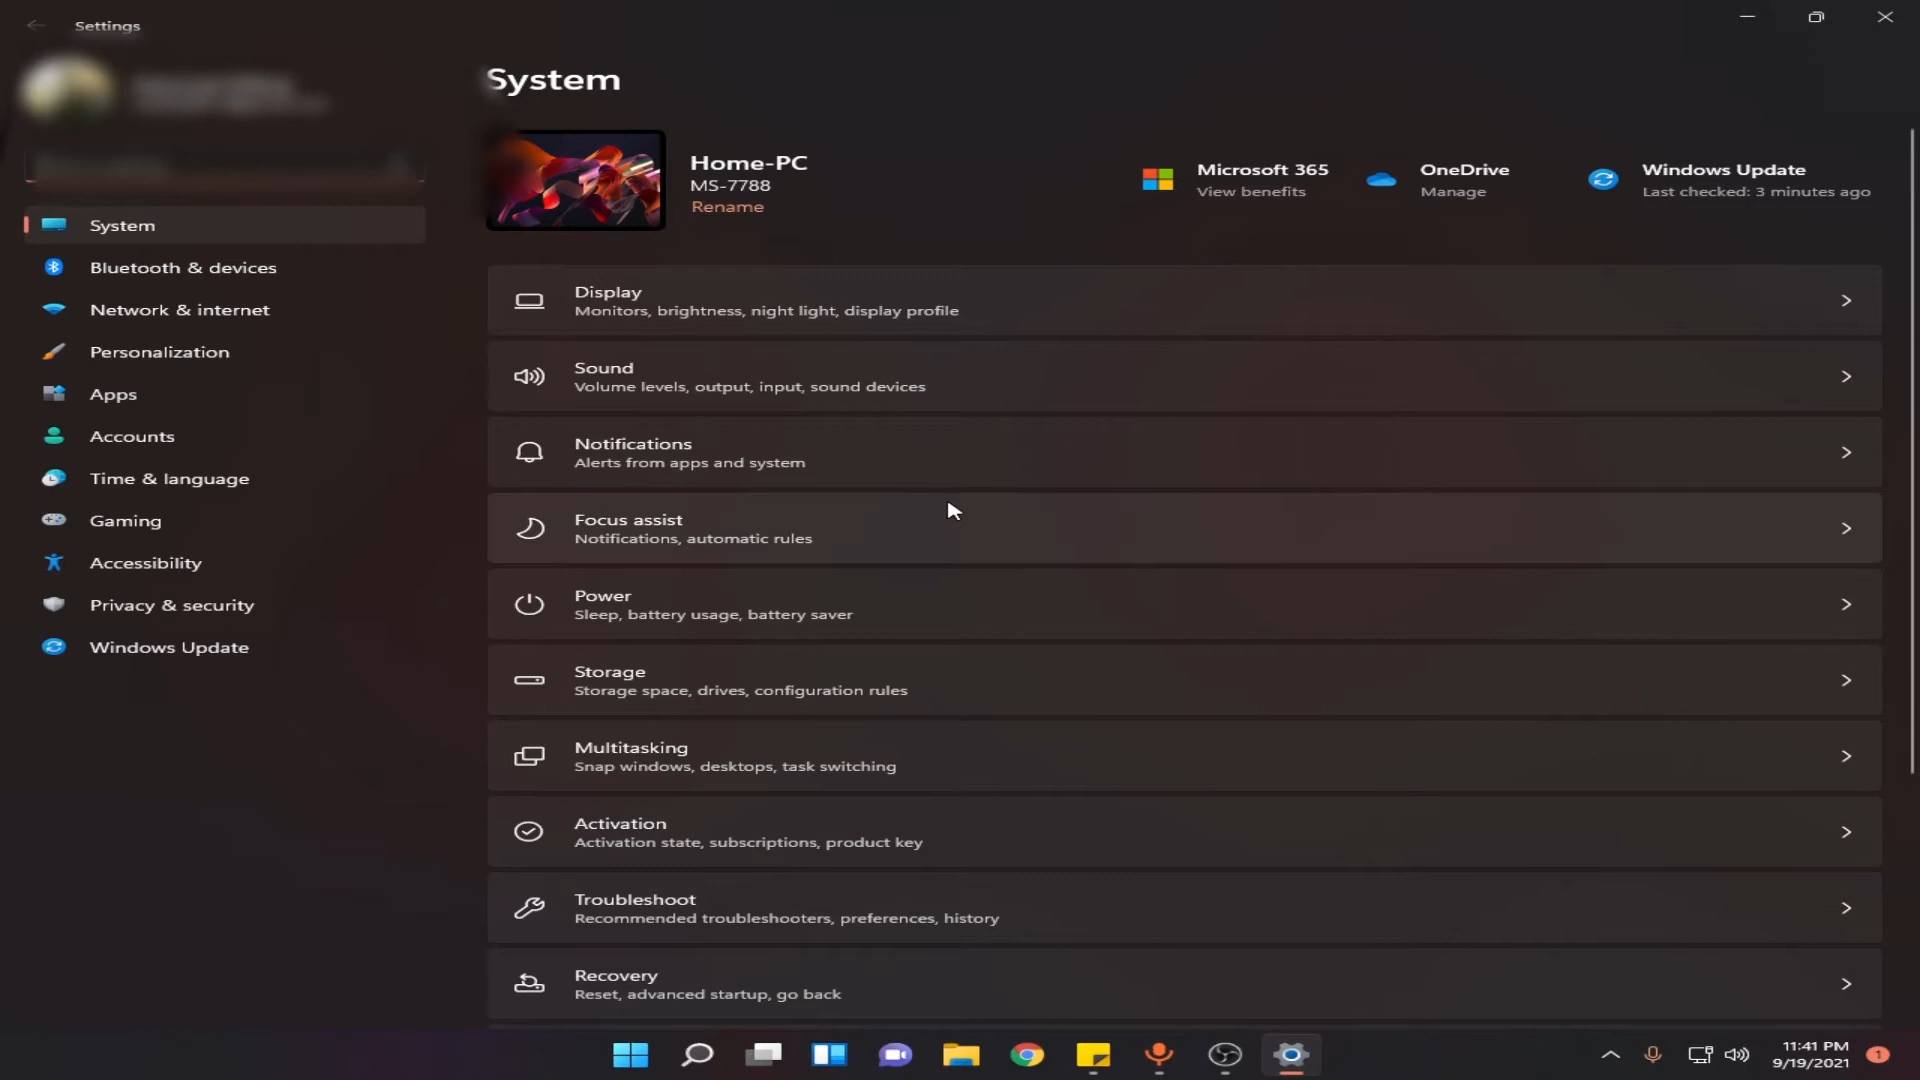 Settings
System
Home-PC
MS-7788
Rename
Microsoft 365
View benefits
OneDrive
Manage
Windows Update
Last checked: 3 minutes ago
System
Bluetooth & devices
Network & internet
Personalization
Apps
Accounts
Time & language
Gaming
Accessibility
Privacy & security
Windows Update
Display
Monitors, brightness, night light, display profile
Sound
Volume levels, output, input, sound devices
Notifications
Alerts from apps and system
Focus assist
Notifications, automatic rules
Power
Sleep, battery usage, battery saver
Storage
Storage space, drives, configuration rules
Multitasking
Snap windows, desktops, task switching
Activation
Activation state, subscriptions, product key
Troubleshoot
Recommended troubleshooters, preferences, history
Recovery
Reset, advanced startup, go back
11:41 PM
9/19/2021
1